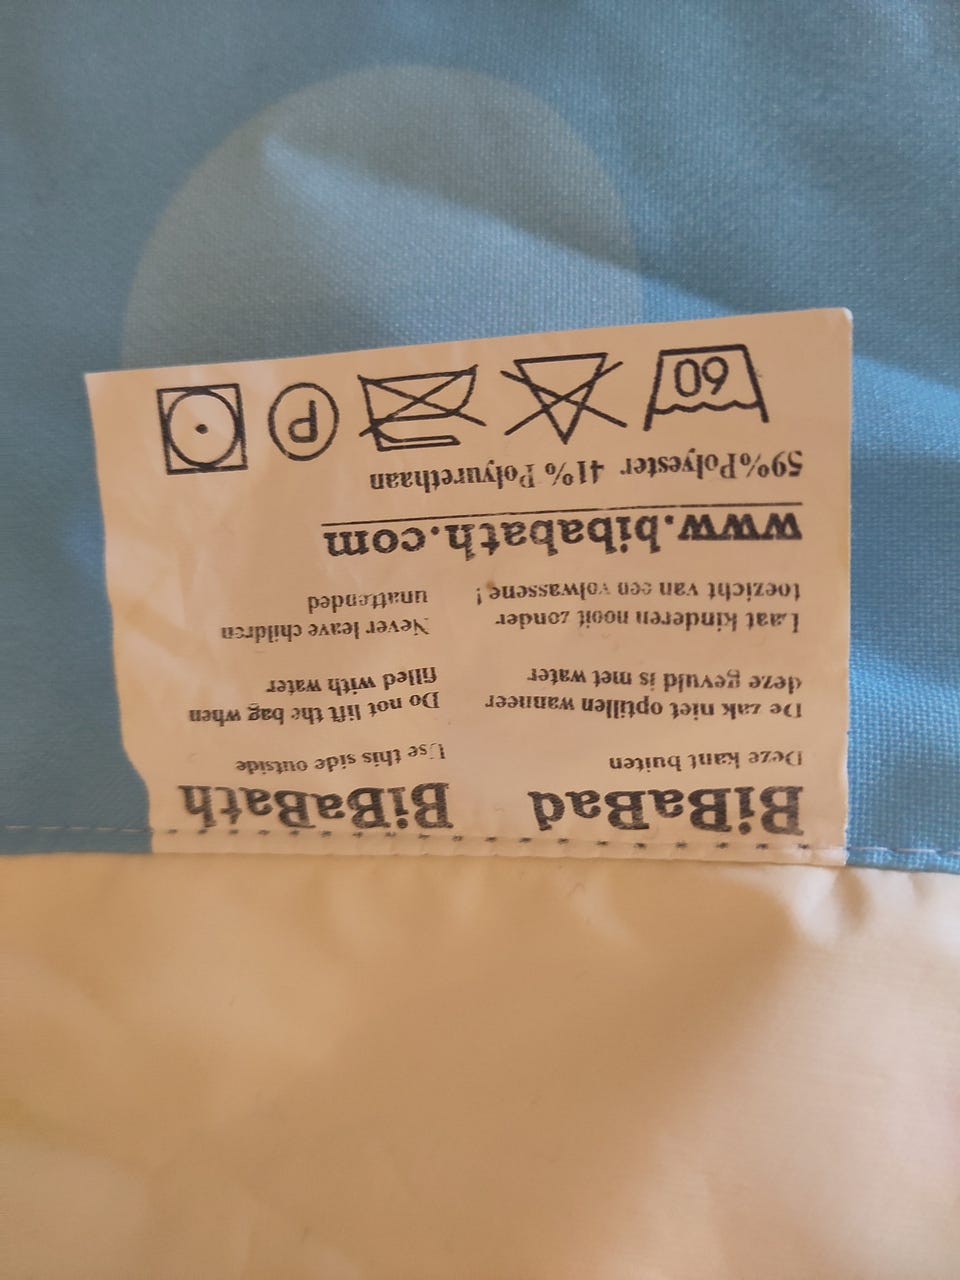 BiBaBad
Deze kant buiten
De zak niet optillen wanneer
deze gevuld is met water
Laat kinderen nooit zonder
toezicht van een volwassene !
BiBaBath
Use this side outside
Do not lift the bag when
filled with water
Never leave children
unattended
www.bibabath.com
59%Polyester 41% Polyurethaan
60
P